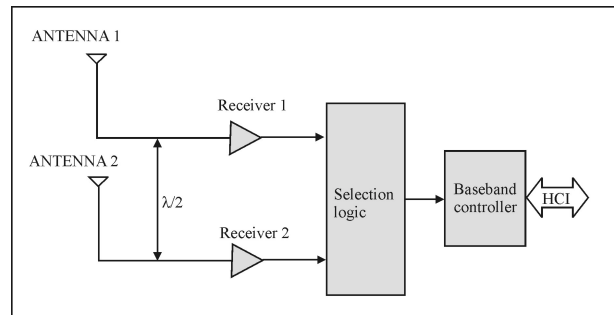 ANTENNA 1
Receiver 1
ANTENNA 2
λ/2
Selection
logic
Baseband
controller
HCI
Receiver 2